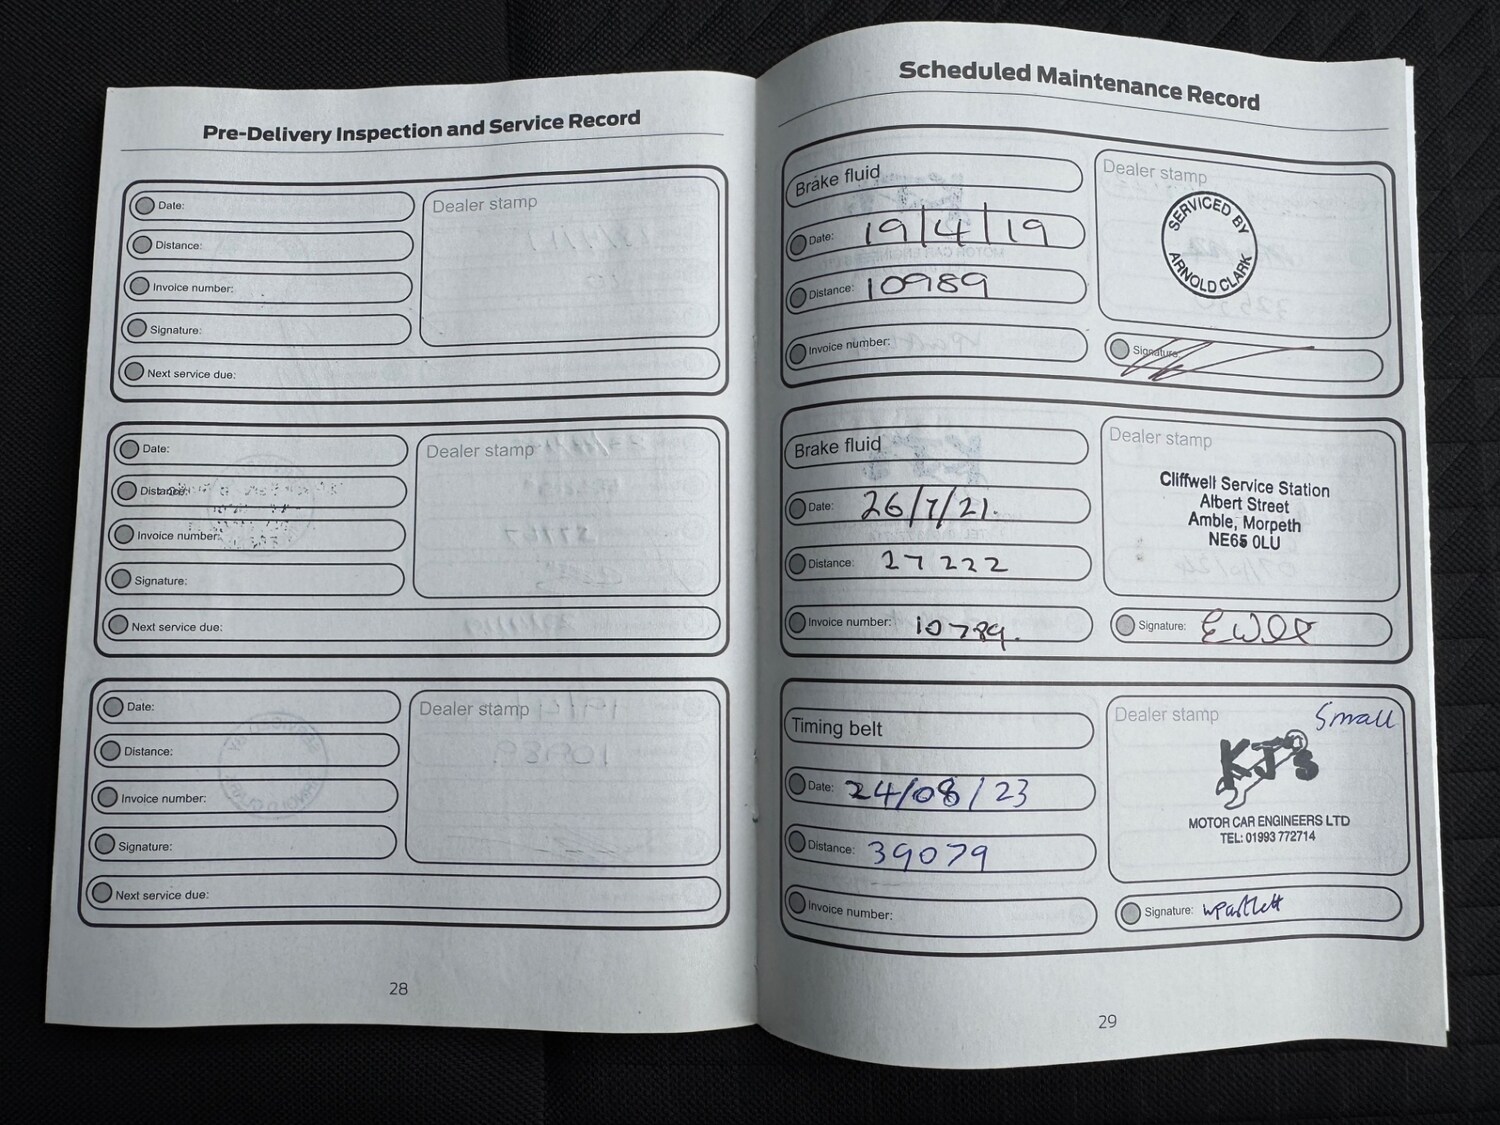 Pre-Delivery Inspection and Service Record
Date:
Dealer stamp
Distance:
Invoice number:
Signature:
Next service due:
Date:
Dealer stamp
Distance:
Invoice number:
Signature:
Next service due:
Date:
Dealer stamp
Distance:
Invoice number:
Signature:
Next service due:
28
Scheduled Maintenance Record
Brake fluid
Date: 19/4/19
Distance: 10989
Invoice number:
Dealer stamp
SERVICED BY
ARNOLD CLARK
Signature:
Brake fluid
Date: 26/7/21.
Distance: 27222
Invoice number: 10789.
Dealer stamp
Cliffwell Service Station
Albert Street
Amble, Morpeth
NE65 0LU
Signature:
Timing belt
Date: 24/08/23
Distance: 39079
Invoice number:
Dealer stamp
Small
KJ's
MOTOR CAR ENGINEERS LTD
TEL: 01993 772714
Signature: wpartlett
29